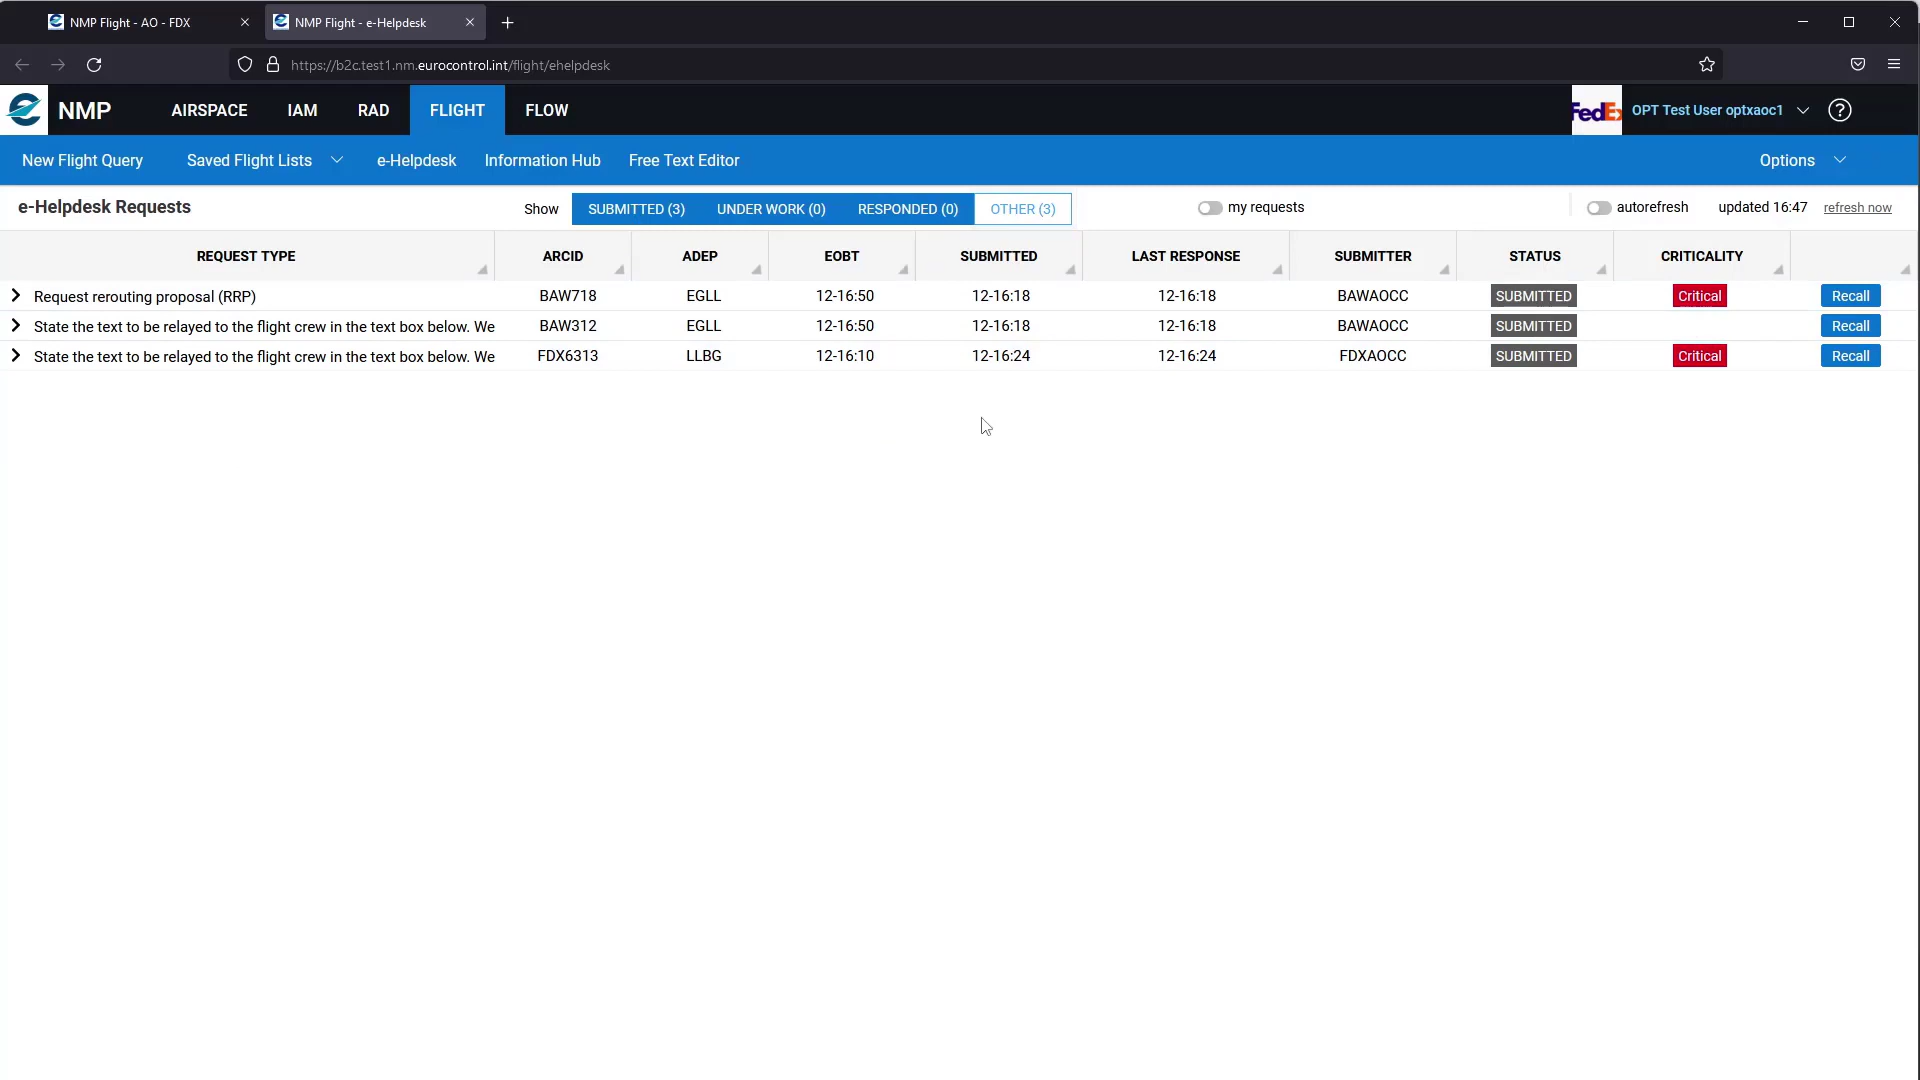 NMP Flight - AO - FDX
NMP Flight - e-Helpdesk
https://b2c.test1.nm.eurocontrol.int/flight/ehelpdesk
NMP AIRSPACE IAM RAD FLIGHT FLOW FedEx OPT Test User optxaoc1 ?
New Flight Query Saved Flight Lists e-Helpdesk Information Hub Free Text Editor Options
e-Helpdesk Requests Show SUBMITTED (3) UNDER WORK (0) RESPONDED (0) OTHER (3) my requests autorefresh updated 16:47 refresh now
REQUEST TYPE ARCID ADEP EOBT SUBMITTED LAST RESPONSE SUBMITTER STATUS CRITICALITY
Request rerouting proposal (RRP) BAW718 EGLL 12-16:50 12-16:18 12-16:18 BAWAOCC SUBMITTED Critical Recall
State the text to be relayed to the flight crew in the text box below. We BAW312 EGLL 12-16:50 12-16:18 12-16:18 BAWAOCC SUBMITTED Recall
State the text to be relayed to the flight crew in the text box below. We FDX6313 LLBG 12-16:10 12-16:24 12-16:24 FDXAOCC SUBMITTED Critical Recall